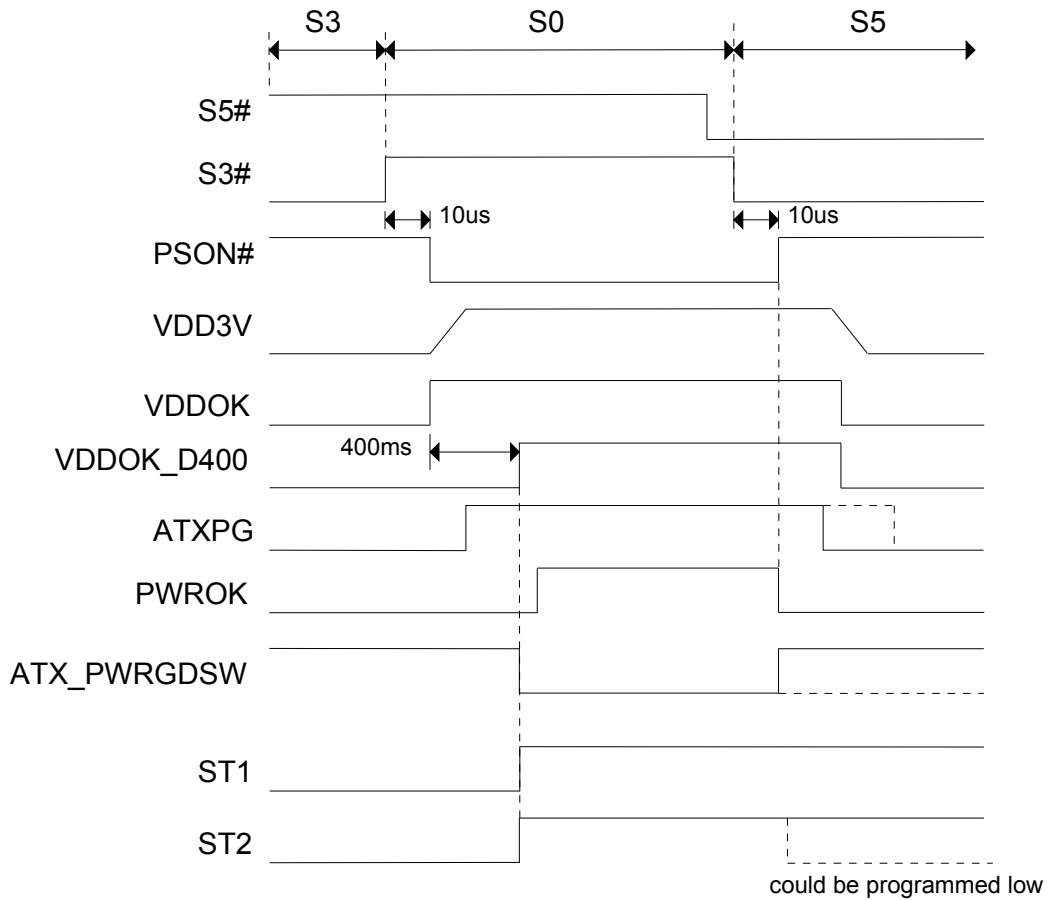 S3 S0 S5
S5#
S3#
10us 10us
PSON#
VDD3V
VDDOK
400ms
VDDOK_D400
ATXPG
PWROK
ATX_PWRGDSW
ST1
ST2
could be programmed low